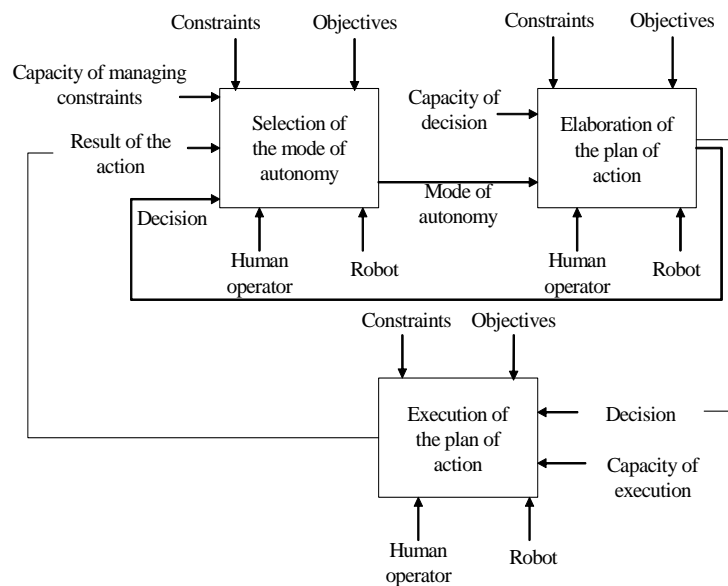 Constraints
Objectives
Constraints
Objectives
Capacity of managing
constraints
Result of the
action
Decision
Selection of
the mode of
autonomy
Human
operator
Robot
Mode of
autonomy
Capacity of
decision
Elaboration of
the plan of
action
Human
operator
Robot
Constraints
Objectives
Execution of
the plan of
action
Decision
Capacity of
execution
Human
operator
Robot